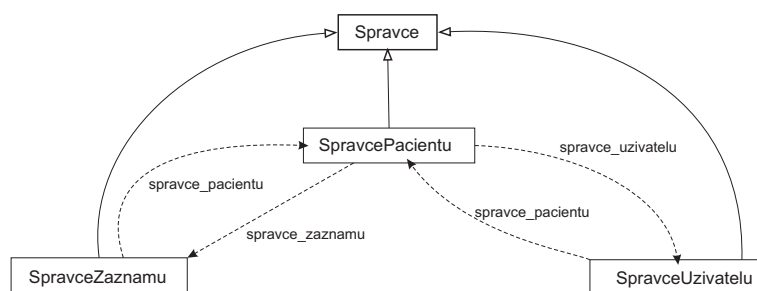 Spravce
SpravcePacientu
spravce_uzivatelu
spravce_pacientu
spravce_pacientu
spravce_zaznamu
SpravceZaznamu
SpravceUzivatelu